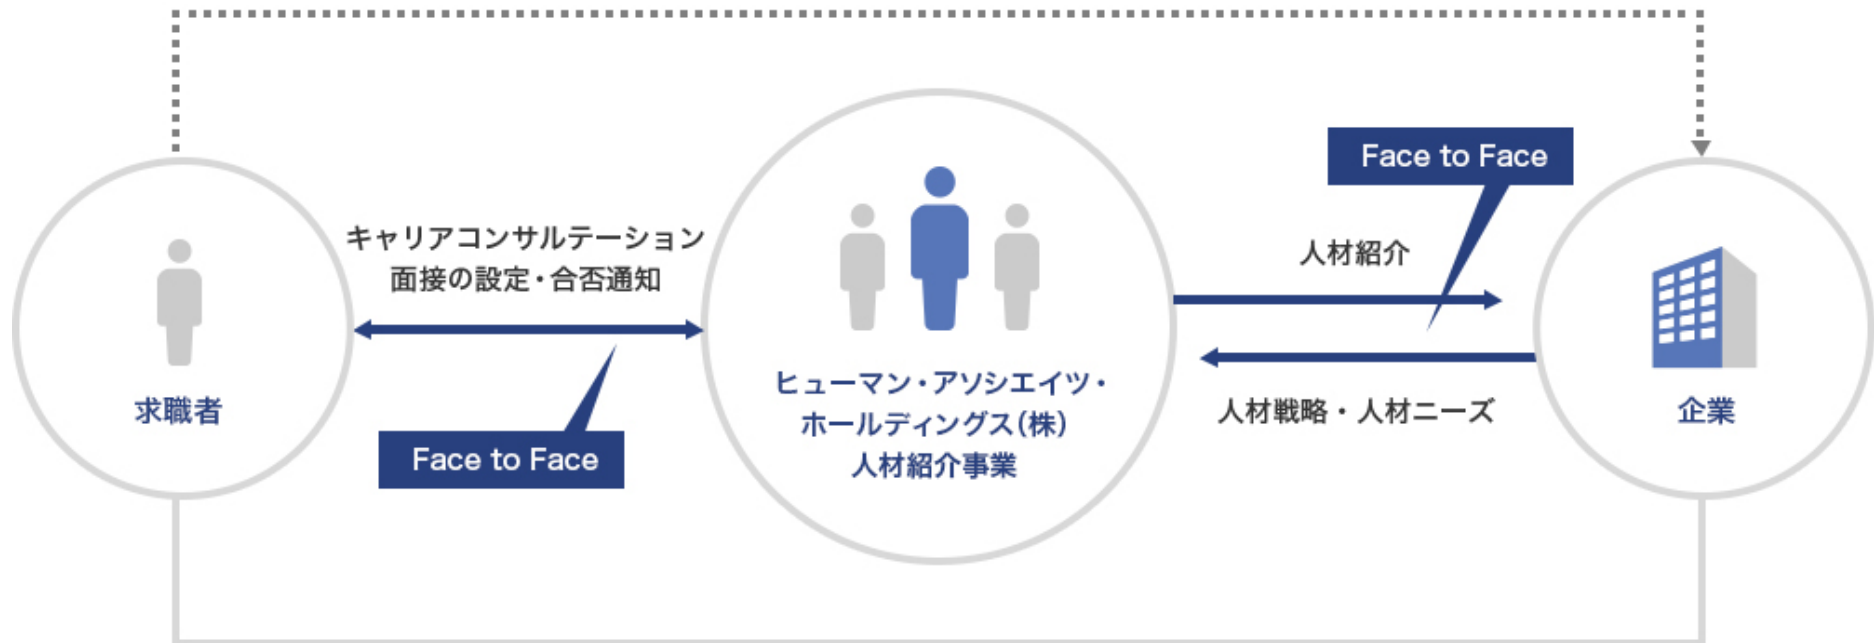 Face to Face
キャリアコンサルテーション
面接の設定・合否通知
人材紹介
ヒューマン・アソシエイツ・
ホールディングス(株)
人材紹介事業
求職者
人材戦略・人材ニーズ
企業
Face to Face